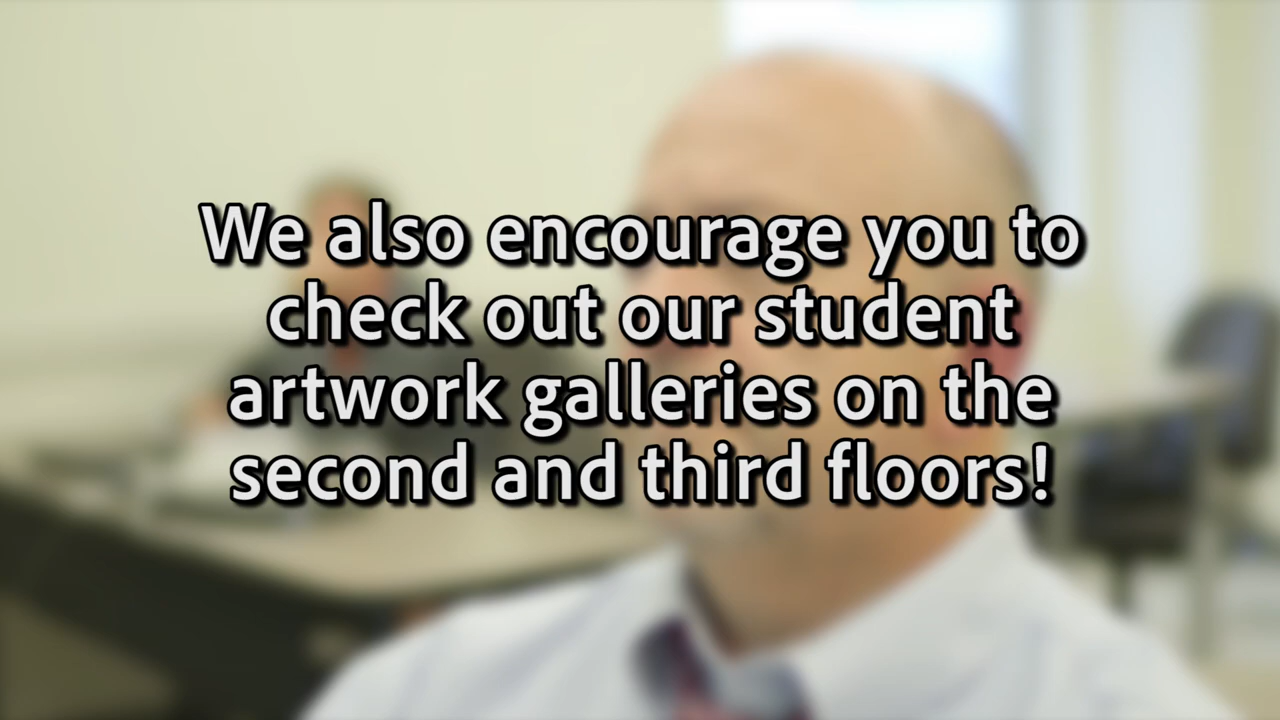 We also encourage you to
check out our student
artwork galleries on the
second and third floors!